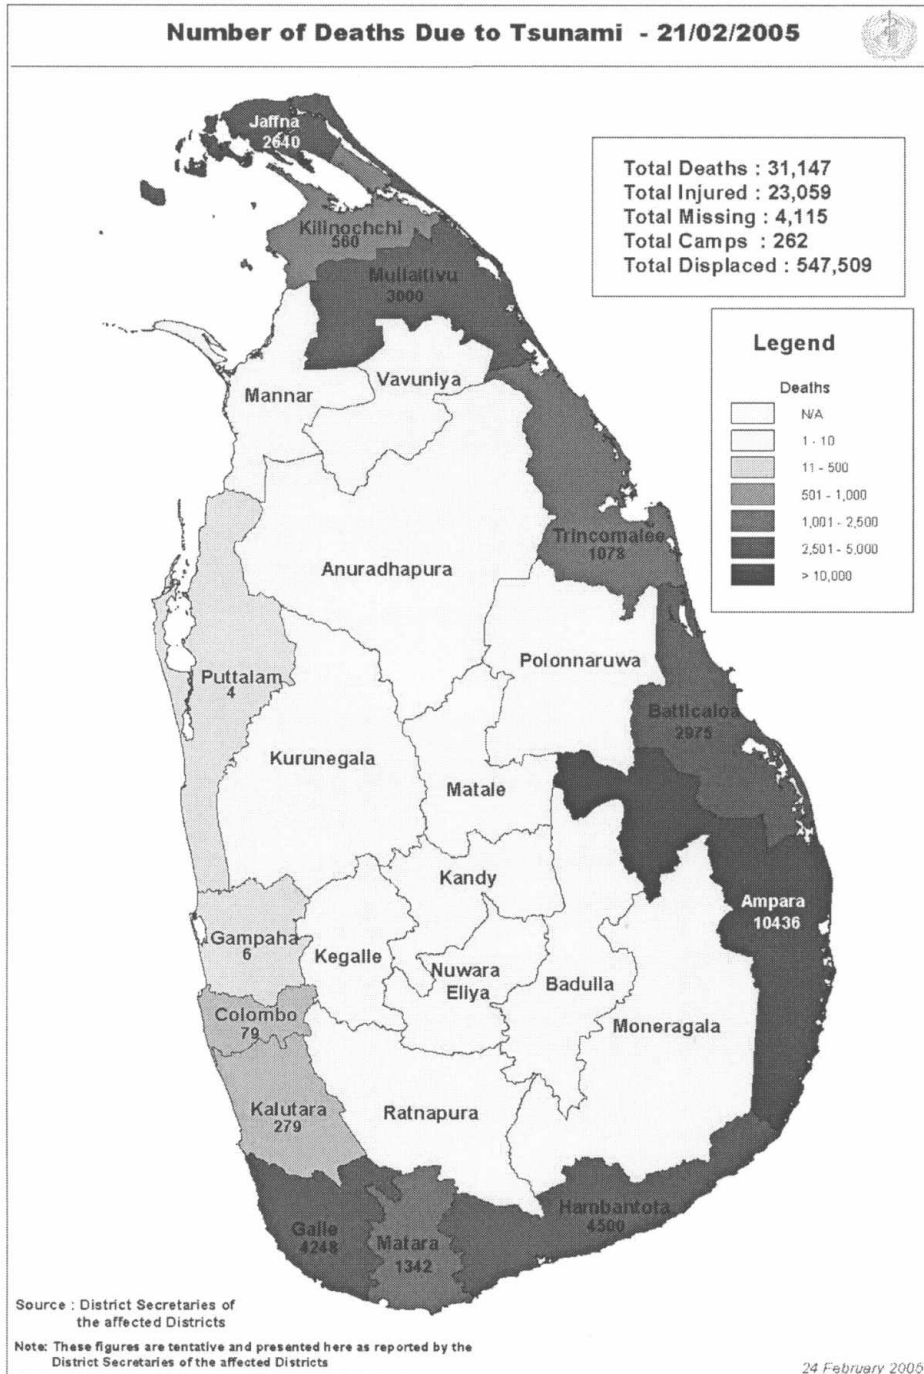 Number of Deaths Due to Tsunami - 21/02/2005
Jaffna
2640
Total Deaths : 31,147
Total Injured : 23,059
Total Missing : 4,115
Total Camps : 262
Total Displaced : 547,509
Kilinochchi
560
Mullaitivu
3000
Legend
Deaths
N/A
1 - 10
11 - 500
501 - 1,000
1,001 - 2,500
2,501 - 5,000
> 10,000
Mannar
Vavuniya
Trincomalee
1078
Anuradhapura
Polonnaruwa
Puttalam
4
Batticaloa
2975
Kurunegala
Matale
Kandy
Ampara
10436
Gampaha
6
Kegalle
Nuwara
Eliya
Badulla
Moneragala
Colombo
79
Kalutara
279
Ratnapura
Hambantota
4500
Galle
4248
Matara
1342
Source : District Secretaries of
the affected Districts
Note: These figures are tentative and presented here as reported by the
District Secretaries of the affected Districts
24 February 2005